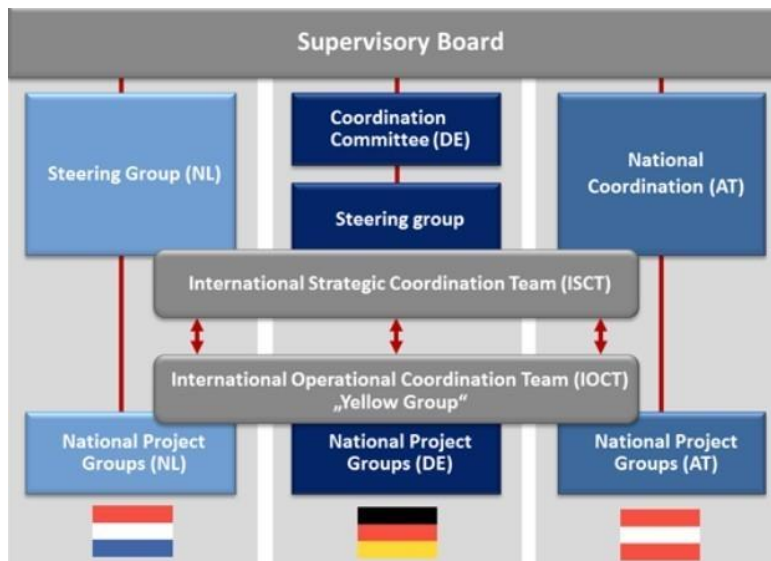 Supervisory Board
Steering Group (NL)
Coordination
Committee (DE)
Steering group
National
Coordination (AT)
International Strategic Coordination Team (ISCT)
International Operational Coordination Team (IOCT)
„Yellow Group“
National Project
Groups (NL)
National Project
Groups (DE)
National Project
Groups (AT)